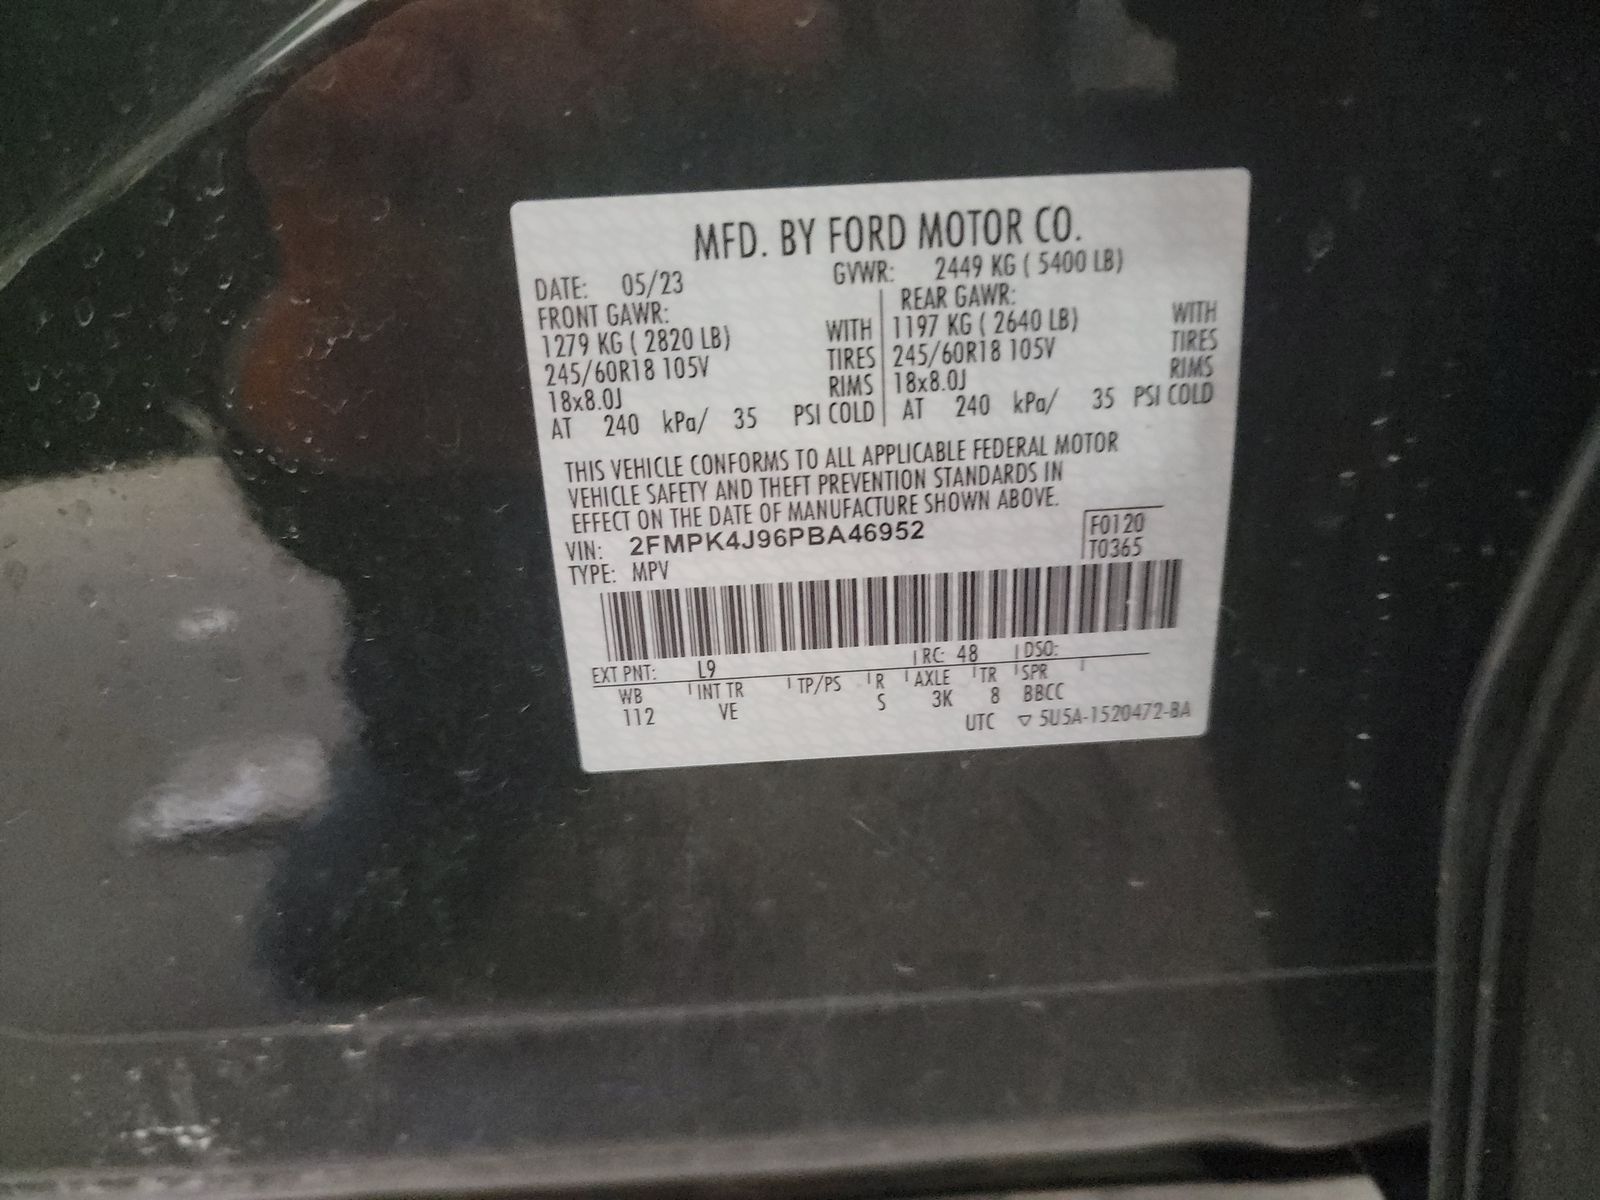 MFD. BY FORD MOTOR CO.
DATE: 05/23 GVWR: 2449 KG ( 5400 LB)
FRONT GAWR: REAR GAWR:
1279 KG ( 2820 LB) WITH 1197 KG ( 2640 LB) WITH
245/60R18 105V TIRES 245/60R18 105V TIRES
18x8.0J RIMS 18x8.0J RIMS
AT 240 kPa/ 35 PSI COLD AT 240 kPa/ 35 PSI COLD
THIS VEHICLE CONFORMS TO ALL APPLICABLE FEDERAL MOTOR
VEHICLE SAFETY AND THEFT PREVENTION STANDARDS IN
EFFECT ON THE DATE OF MANUFACTURE SHOWN ABOVE.
VIN: 2FMPK4J96PBA46952 F0120
TYPE: MPV T0365
EXT PNT: L9 RC: 48 DSO:
WB INT TR TP/PS R AXLE TR SPR
112 VE S 3K 8 BBCC
UTC ▽ 5U5A-1520472-BA